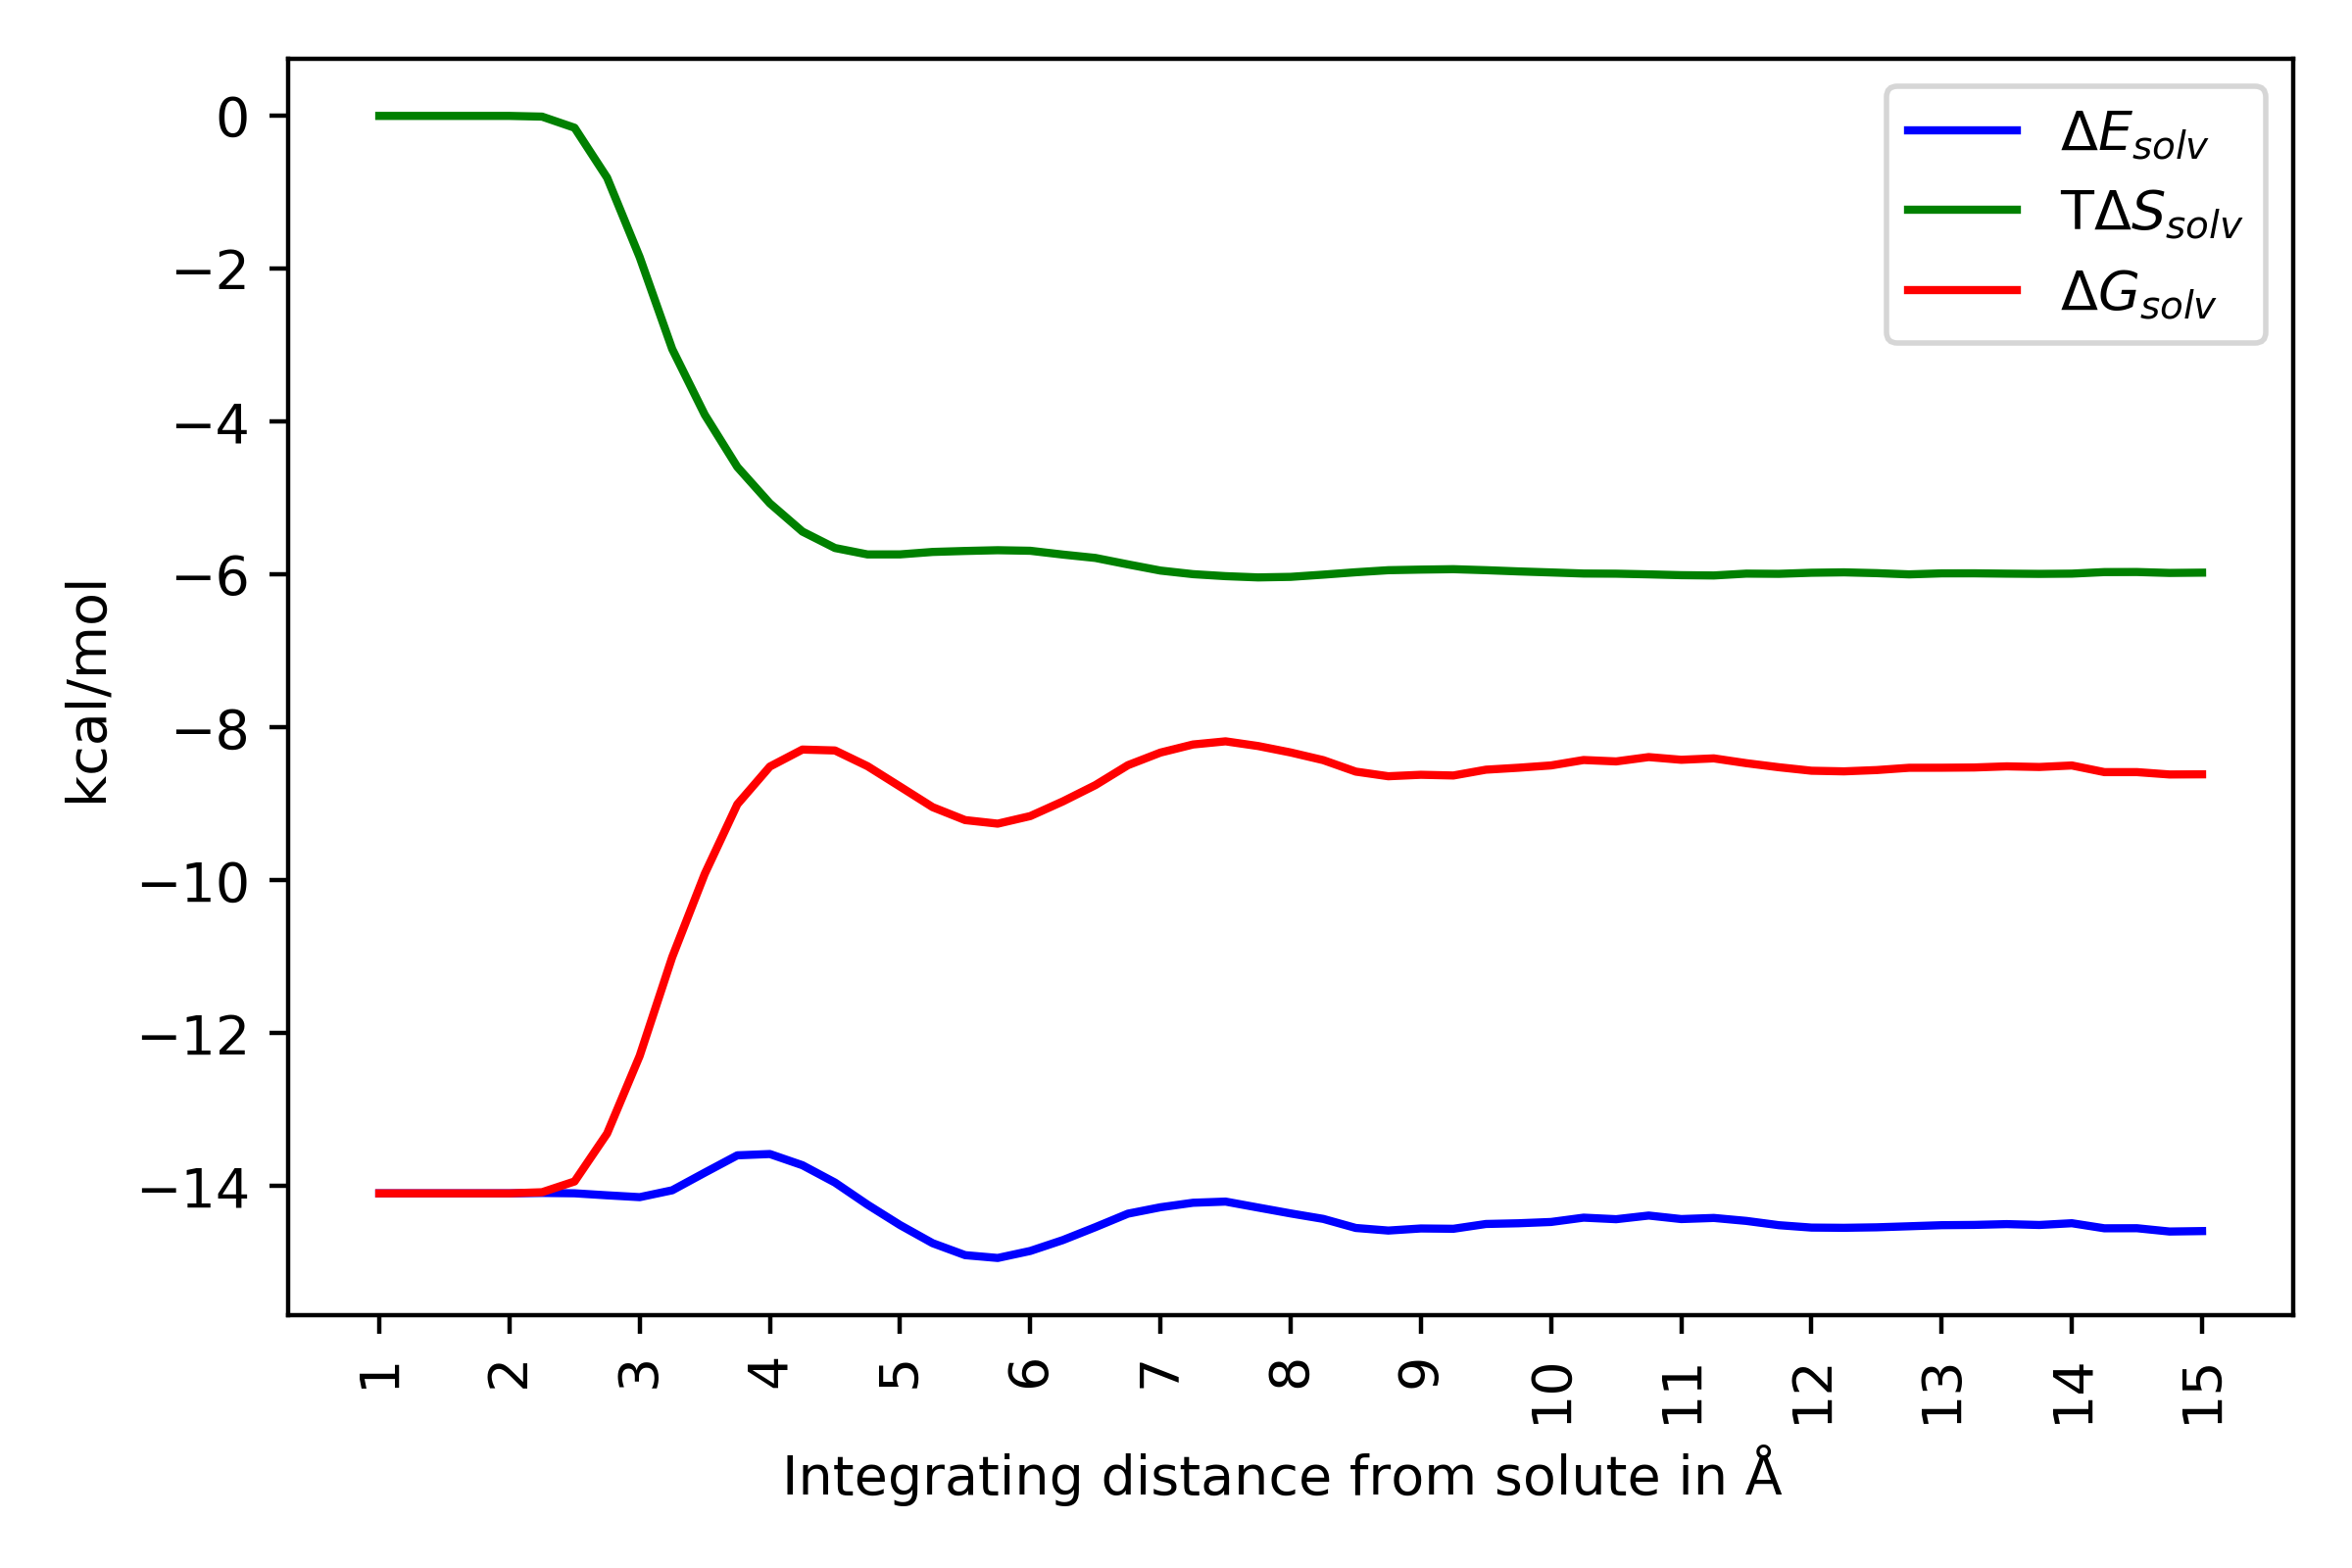 ΔE_solv
TΔS_solv
ΔG_solv
kcal/mol
0
−2
−4
−6
−8
−10
−12
−14
1 2 3 4 5 6 7 8 9 10 11 12 13 14 15
Integrating distance from solute in Å